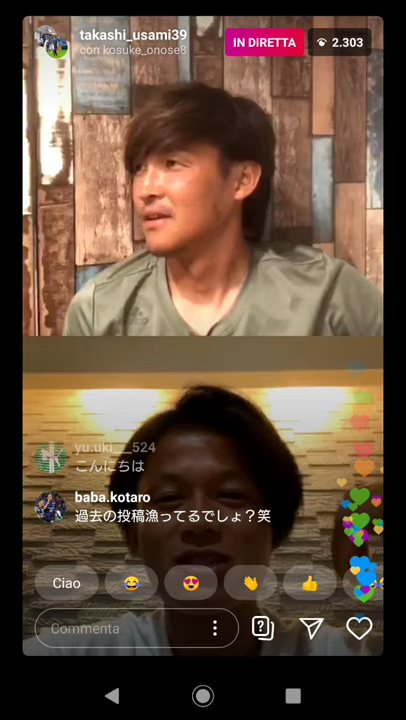 takashi_usami39
con kosuke_onose8
IN DIRETTA
2.303
yu.uki___524
こんにちは
baba.kotaro
過去の投稿漁ってるでしょ？笑
Ciao
Commenta